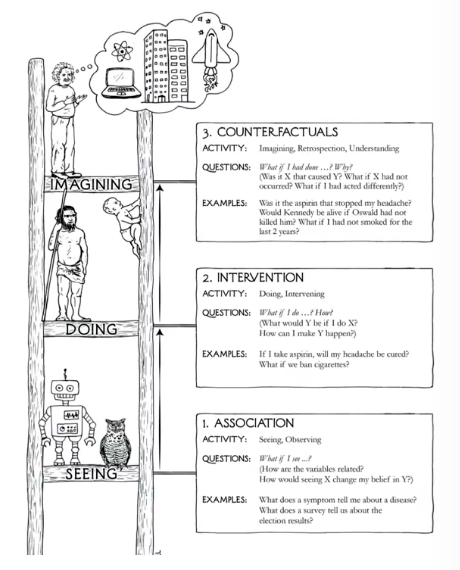 3. COUNTERFACTUALS
ACTIVITY: Imagining, Retrospection, Understanding
QUESTIONS: What if I had done ...? Why?
(Was it X that caused Y? What if X had not
occurred? What if I had acted differently?)
EXAMPLES: Was it the aspirin that stopped my headache?
Would Kennedy be alive if Oswald had not
killed him? What if I had not smoked for the
last 2 years?
IMAGINING
2. INTERVENTION
ACTIVITY: Doing, Intervening
QUESTIONS: What if I do ...? How?
(What would Y be if I do X?
How can I make Y happen?)
EXAMPLES: If I take aspirin, will my headache be cured?
What if we ban cigarettes?
DOING
1. ASSOCIATION
ACTIVITY: Seeing, Observing
QUESTIONS: What if I see ...?
(How are the variables related?
How would seeing X change my belief in Y?)
EXAMPLES: What does a symptom tell me about a disease?
What does a survey tell us about the
election results?
SEEING